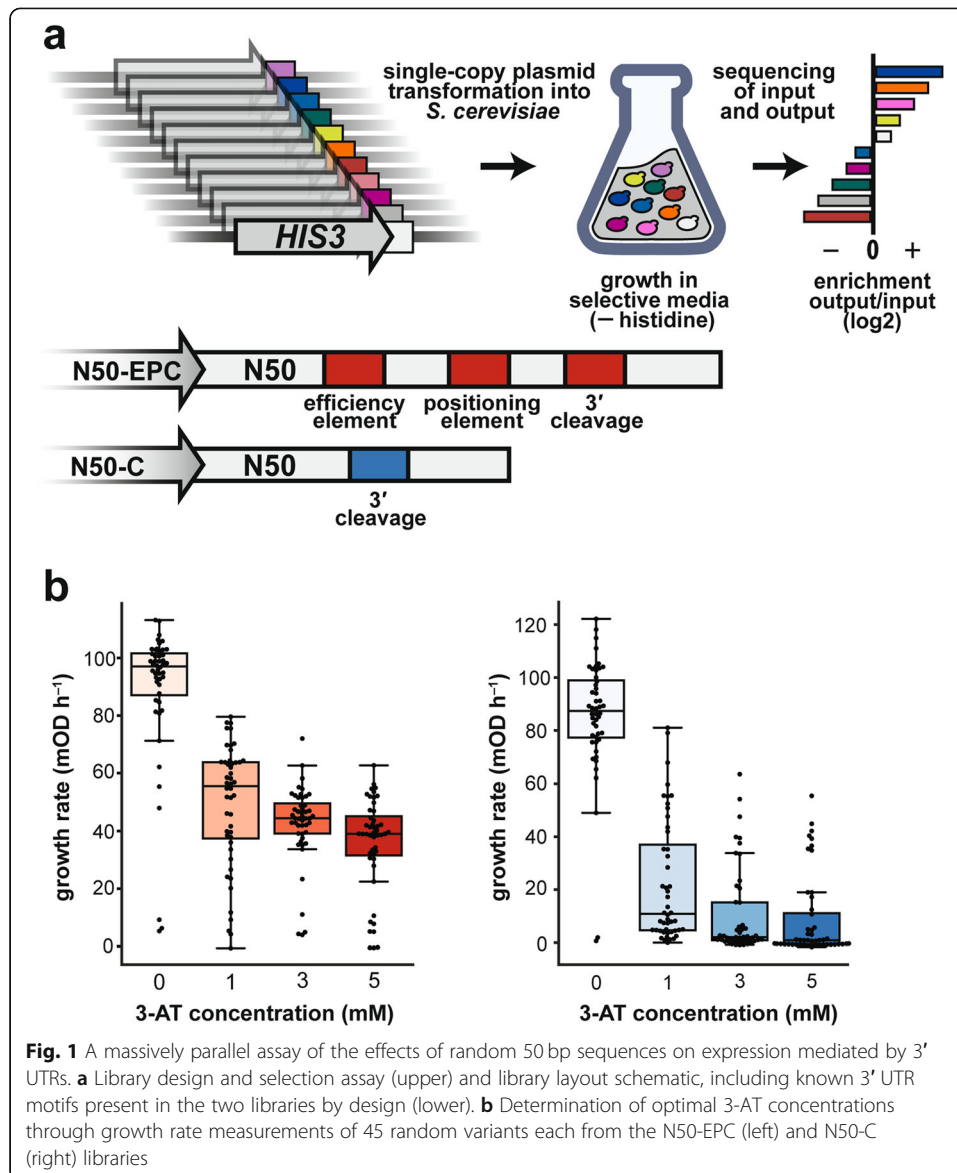 a
single-copy plasmid
transformation into
S. cerevisiae
sequencing
of input
and output
HIS3
growth in
selective media
(– histidine)
– 0 +
enrichment
output/input
(log2)
N50-EPC N50
efficiency
element
positioning
element
3′
cleavage
N50-C N50
3′
cleavage
b
growth rate (mOD h⁻¹)
100
80
60
40
20
0
0 1 3 5
3-AT concentration (mM)
growth rate (mOD h⁻¹)
120
100
80
60
40
20
0
0 1 3 5
3-AT concentration (mM)
Fig. 1 A massively parallel assay of the effects of random 50 bp sequences on expression mediated by 3′
UTRs. a Library design and selection assay (upper) and library layout schematic, including known 3′ UTR
motifs present in the two libraries by design (lower). b Determination of optimal 3-AT concentrations
through growth rate measurements of 45 random variants each from the N50-EPC (left) and N50-C
(right) libraries